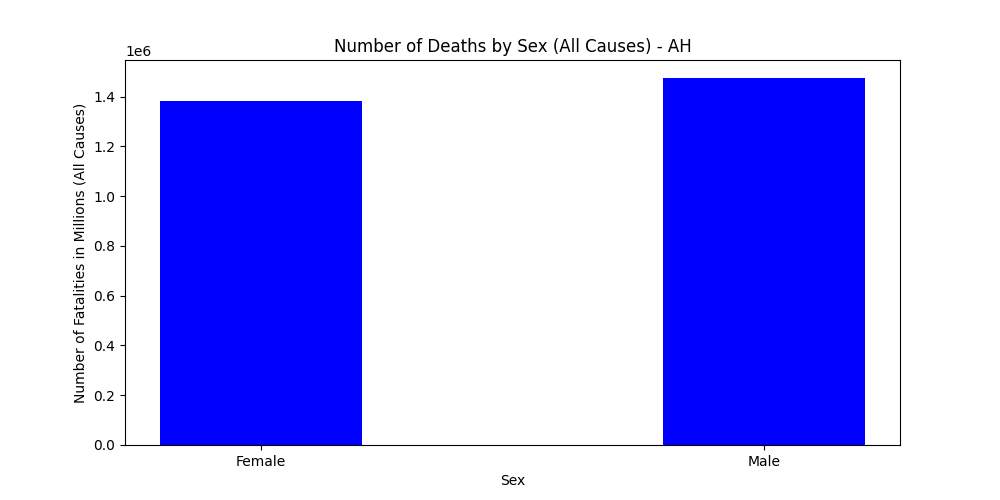 Number of Deaths by Sex (All Causes) - AH
1e6
1.4
1.2
1.0
0.8
0.6
0.4
0.2
0.0
Number of Fatalities in Millions (All Causes)
Female
Male
Sex